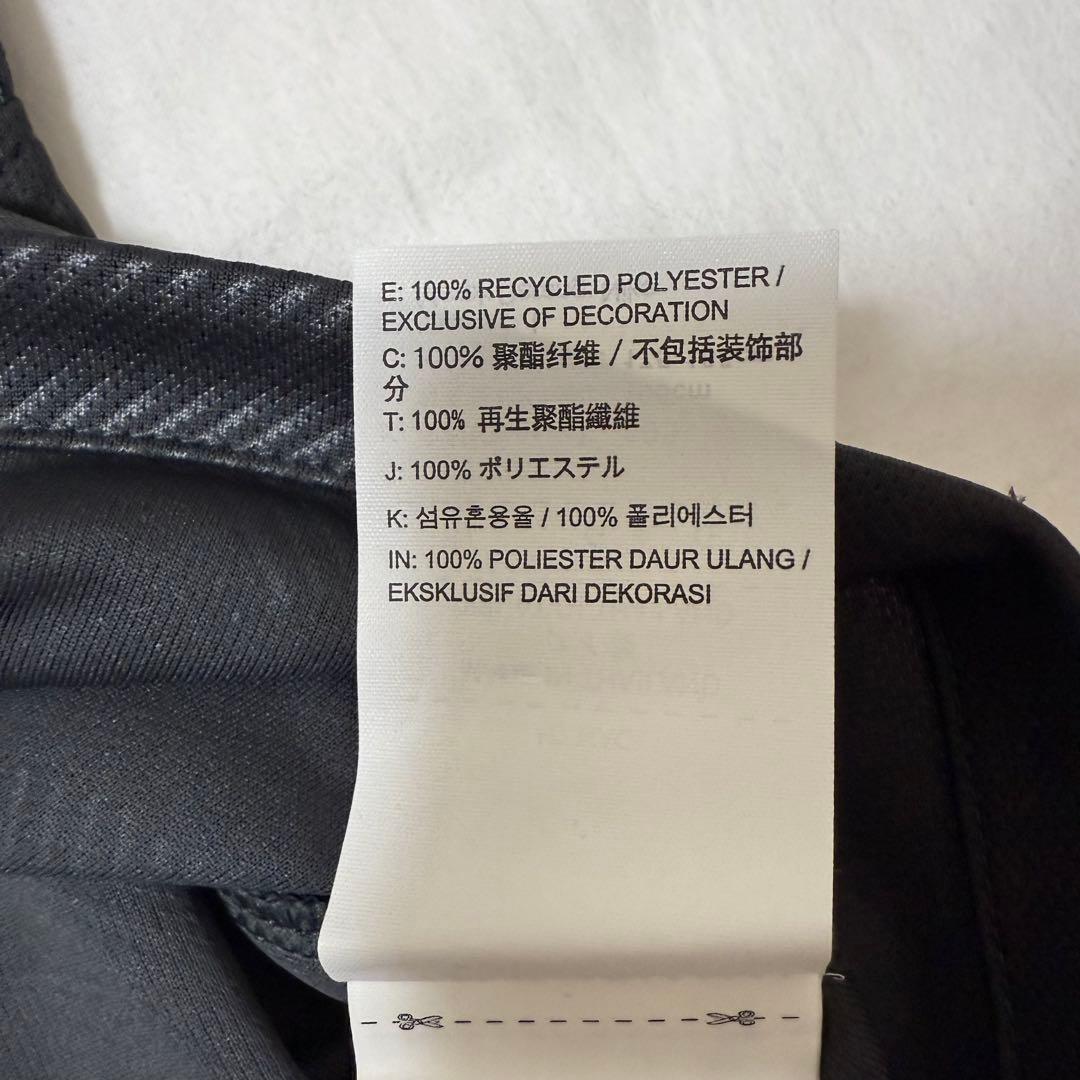 E: 100% RECYCLED POLYESTER /
EXCLUSIVE OF DECORATION
C: 100% 聚酯纤维 / 不包括装饰部
分
T: 100% 再生聚酯纖維
J: 100% ポリエステル
K: 섬유혼용율 / 100% 폴리에스터
IN: 100% POLIESTER DAUR ULANG /
EKSKLUSIF DARI DEKORASI